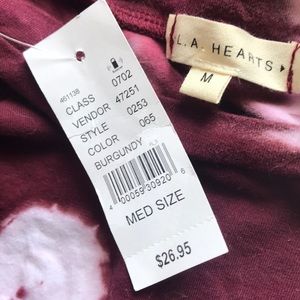 L.A. HEARTS
M
461138
CLASS 0702
VENDOR 47251
STYLE 0253
COLOR 065
BURGUNDY
4 00059 30920 6
MED SIZE
$26.95